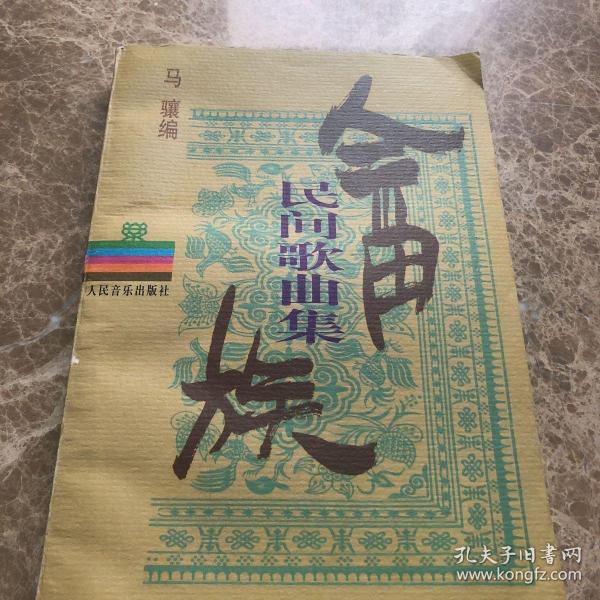 马骧编
畲族
民间歌曲集
人民音乐出版社
孔夫子旧书网
www.kongfz.com